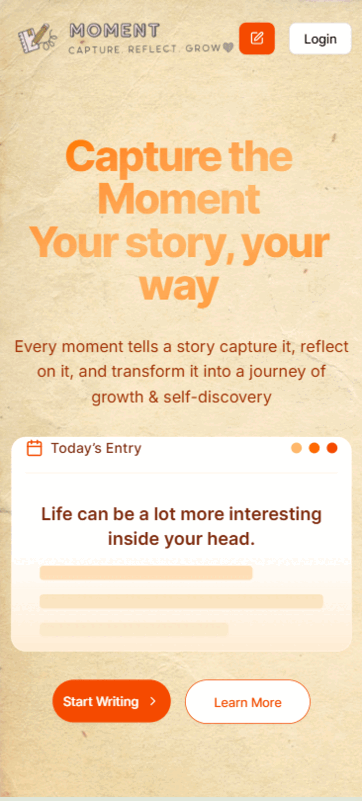 MOMENT
CAPTURE. REFLECT. GROW
Login
Capture the
Moment
Your story, your
way
Every moment tells a story capture it, reflect
on it, and transform it into a journey of
growth & self-discovery
Today's Entry
Life can be a lot more interesting
inside your head.
Start Writing
Learn More